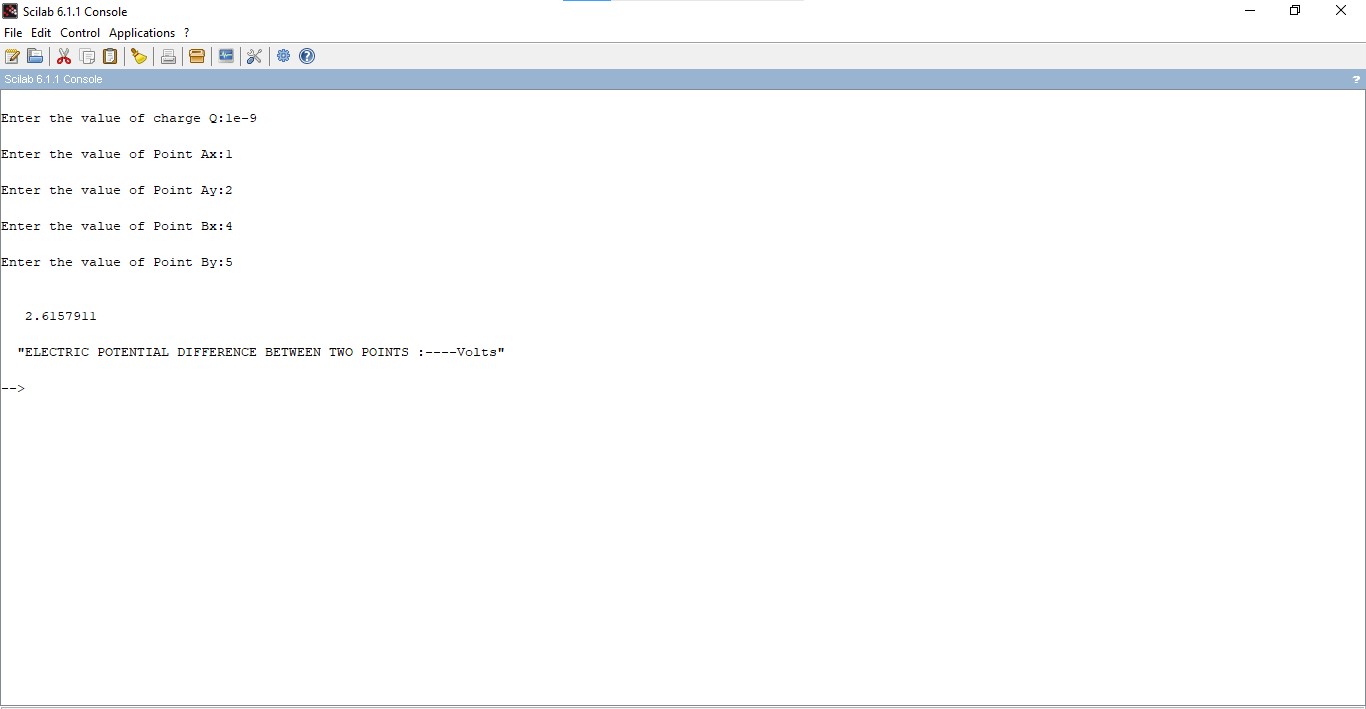 Scilab 6.1.1 Console
File Edit Control Applications ?
Scilab 6.1.1 Console ?
Enter the value of charge Q:1e-9
Enter the value of Point Ax:1
Enter the value of Point Ay:2
Enter the value of Point Bx:4
Enter the value of Point By:5
2.6157911
"ELECTRIC POTENTIAL DIFFERENCE BETWEEN TWO POINTS :----Volts"
-->